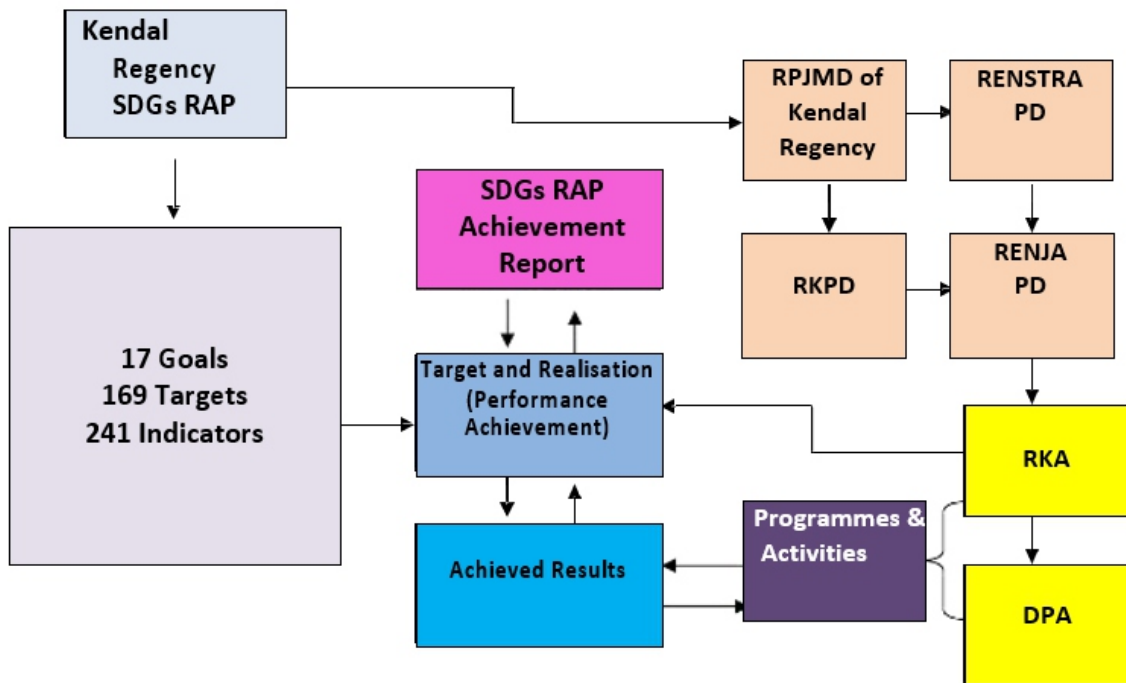 Kendal
Regency
SDGs RAP
RPJMD of
Kendal
Regency
RENSTRA
PD
SDGs RAP
Achievement
Report
17 Goals
169 Targets
241 Indicators
RKPD
RENJA
PD
Target and Realisation
(Performance
Achievement)
RKA
Programmes &
Activities
Achieved Results
DPA